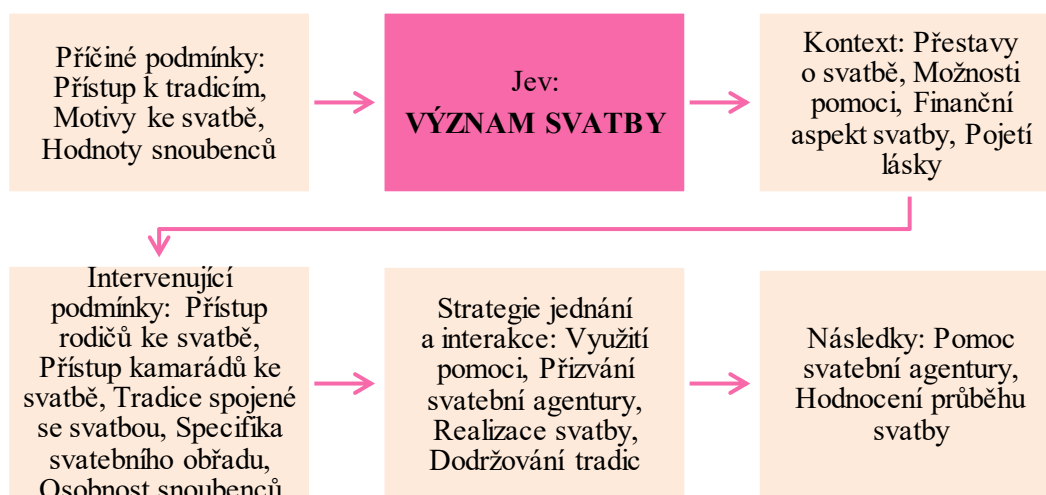 Příčiné podmínky:
Přístup k tradicím,
Motivy ke svatbě,
Hodnoty snoubenců
Jev:
VÝZNAM SVATBY
Kontext: Přestavy
o svatbě, Možnosti
pomoci, Finanční
aspekt svatby, Pojetí
lásky
Intervenující
podmínky: Přístup
rodičů ke svatbě,
Přístup kamarádů ke
svatbě, Tradice spojené
se svatbou, Specifika
svatebního obřadu,
Osobnost snoubenců
Strategie jednání
a interakce: Využití
pomoci, Přizvání
svatební agentury,
Realizace svatby,
Dodržování tradic
Následky: Pomoc
svatební agentury,
Hodnocení průběhu
svatby